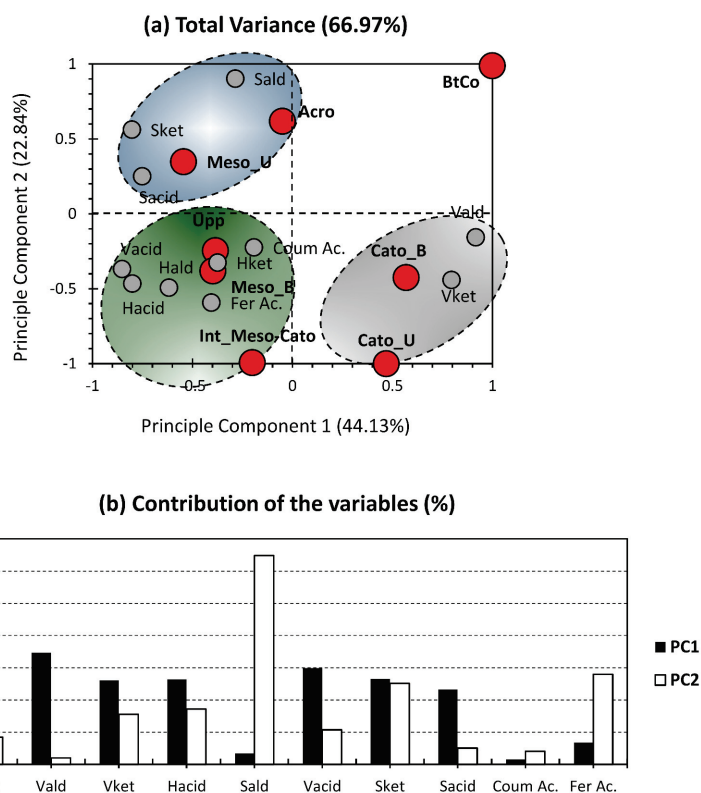 (a) Total Variance (66.97%)
Principle Component 2 (22.84%)
1
0.5
0
-0.5
-1
BtCo
Sald
Acro
Sket
Meso_U
Sacid
Vald
Upp
Vacid
Coum Ac.
Cato_B
Hald
Hket
Meso_B
Vket
Hacid
Fer Ac.
Int_Meso-Cato
Cato_U
-1
-0.5
0
0.5
1
Principle Component 1 (44.13%)
(b) Contribution of the variables (%)
PC1
PC2
Vald Vket Hacid Sald Vacid Sket Sacid Coum Ac. Fer Ac.